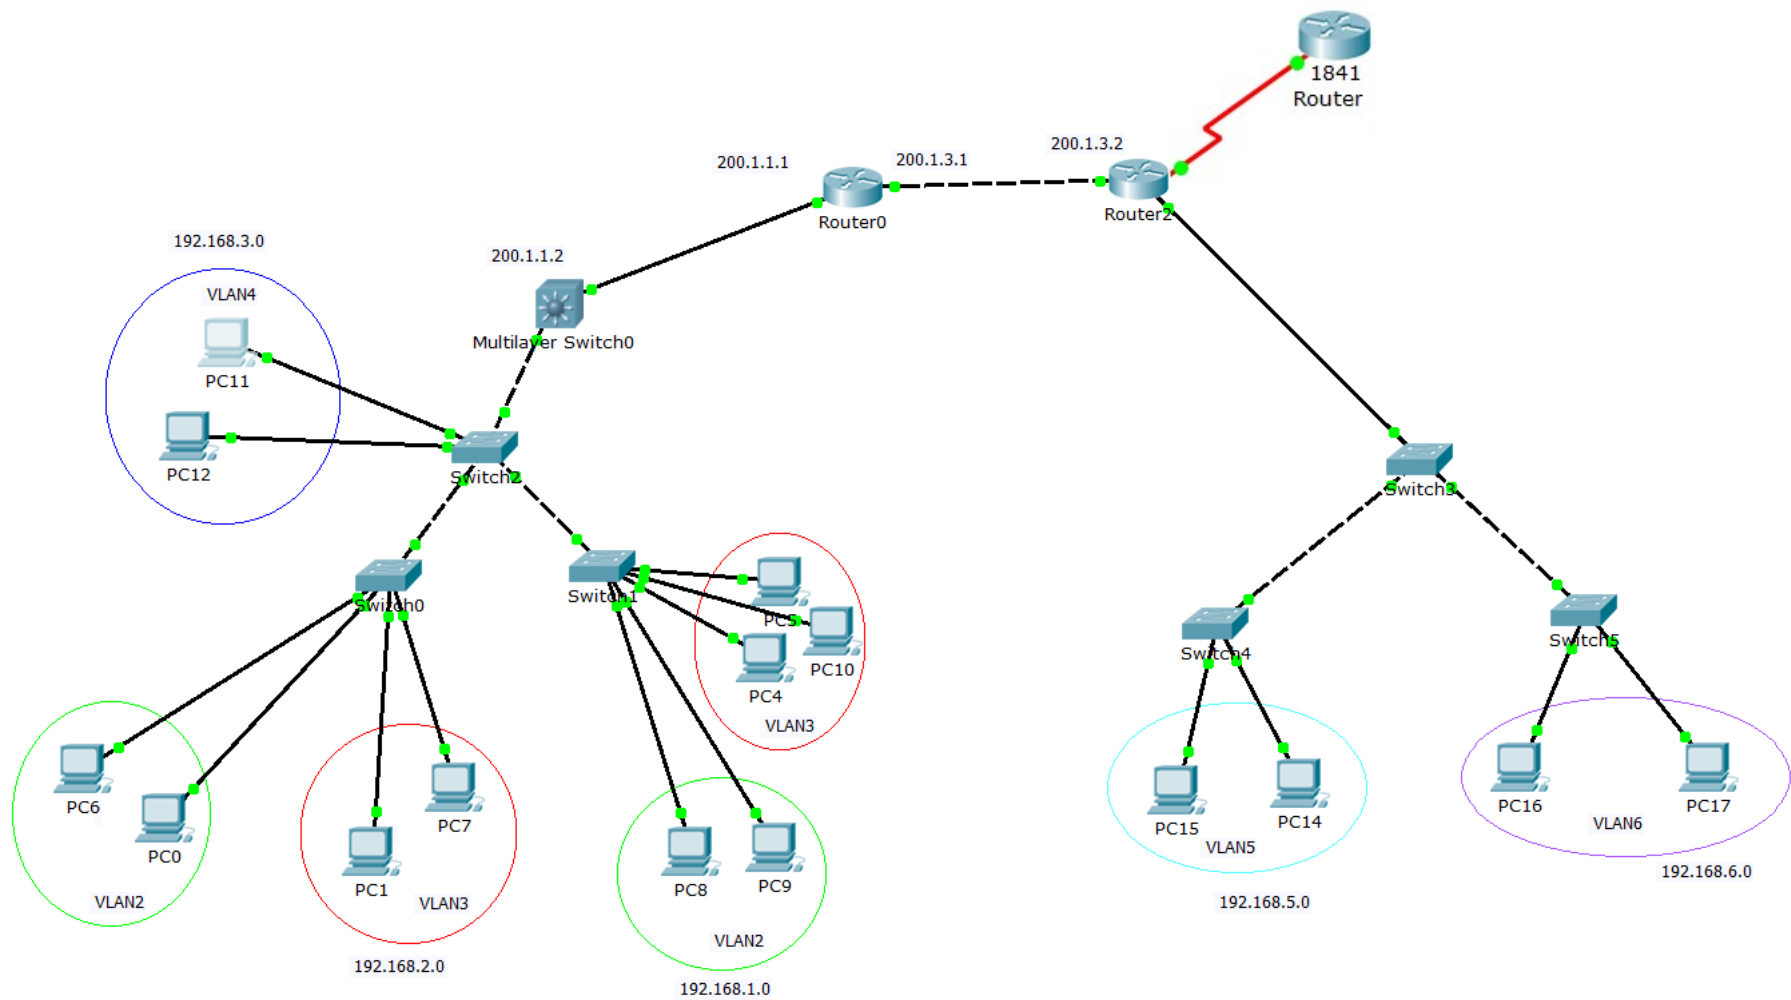 1841
Router
200.1.3.2
200.1.3.1
200.1.1.1
Router2
Router0
192.168.3.0
200.1.1.2
VLAN4
Multilayer Switch0
PC11
PC12
Switch2
Switch3
Switch0
Switch1
PC5
PC10
PC4
VLAN3
Switch4
Switch5
PC6
PC0
VLAN2
PC7
PC1
VLAN3
192.168.2.0
PC8
PC9
VLAN2
192.168.1.0
PC15
PC14
VLAN5
192.168.5.0
PC16
PC17
VLAN6
192.168.6.0